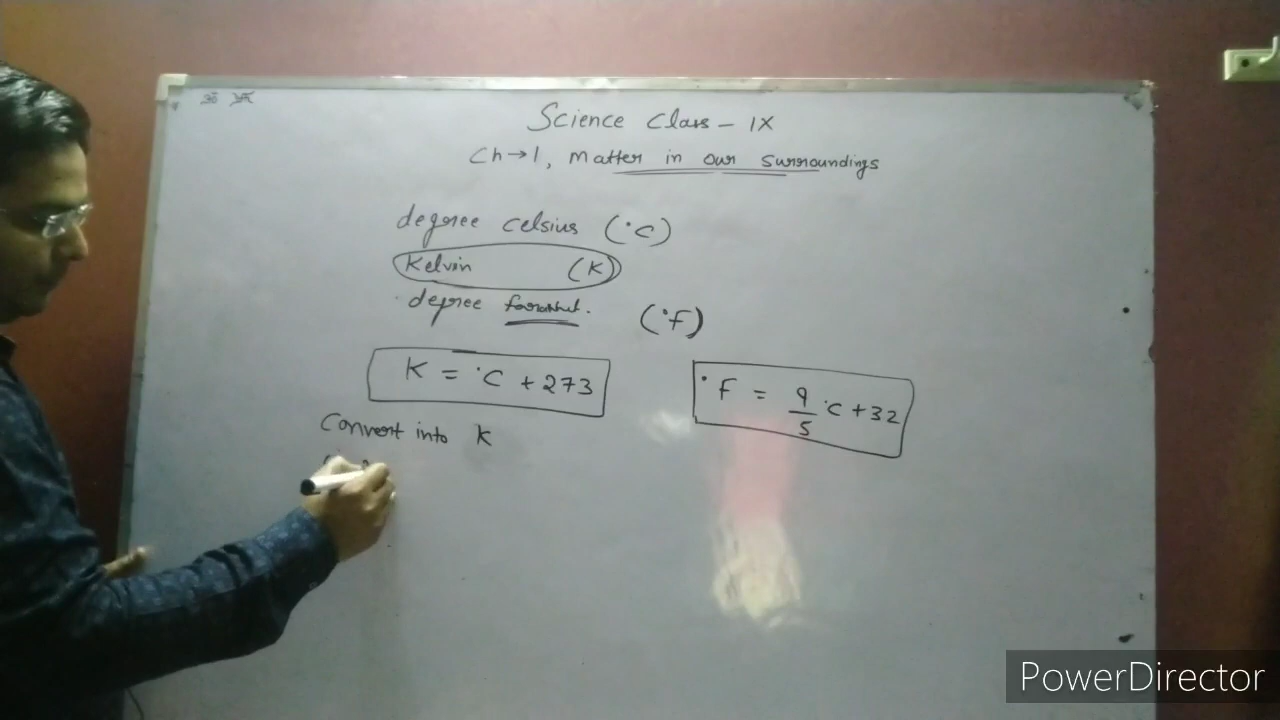 Science Class - IX
Ch→1, Matter in our Surroundings
degree celsius (°C)
Kelvin (K)
degree (°F)
K = °C + 273
°F = 9/5 °C + 32
Convert into K
PowerDirector